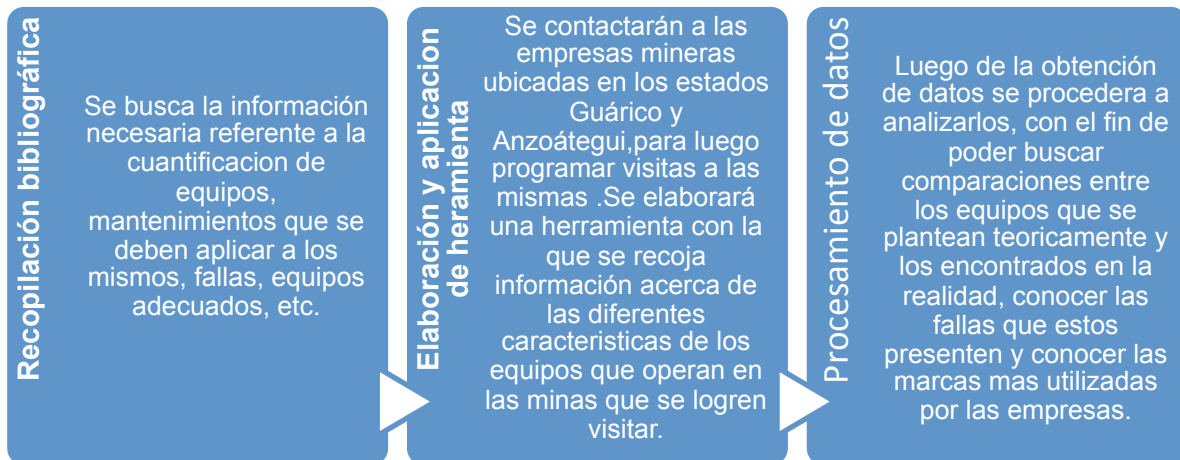 Recopilación bibliográfica
Se busca la información
necesaria referente a la
cuantificacion de
equipos,
mantenimientos que se
deben aplicar a los
mismos, fallas, equipos
adecuados, etc.
Elaboración y aplicacion
de heramienta
Se contactarán a las
empresas mineras
ubicadas en los estados
Guárico y
Anzoátegui,para luego
programar visitas a las
mismas .Se elaborará
una herramienta con la
que se recoja
información acerca de
las diferentes
caracteristicas de los
equipos que operan en
las minas que se logren
visitar.
Procesamiento de datos
Luego de la obtención
de datos se procedera a
analizarlos, con el fin de
poder buscar
comparaciones entre
los equipos que se
plantean teoricamente y
los encontrados en la
realidad, conocer las
fallas que estos
presenten y conocer las
marcas mas utilizadas
por las empresas.